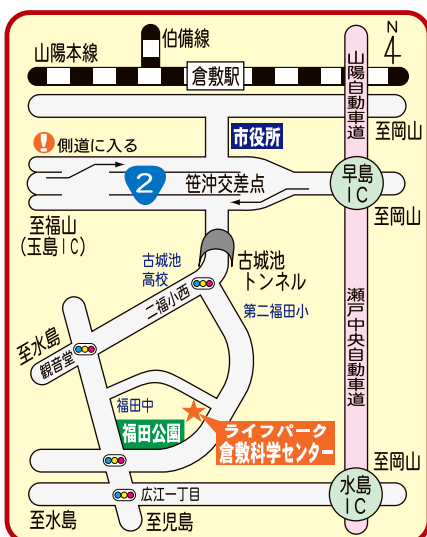 伯備線
山陽本線
倉敷駅
N
山陽自動車道
至岡山
市役所
! 側道に入る
2
笹沖交差点
早島
IC
至岡山
至福山
(玉島IC)
古城池
高校
古城池
トンネル
二福小西
第二福田小
瀬戸中央自動車道
至水島
観音堂
福田中
福田公園
ライフパーク
倉敷科学センター
至岡山
水島
IC
広江一丁目
至水島
至児島